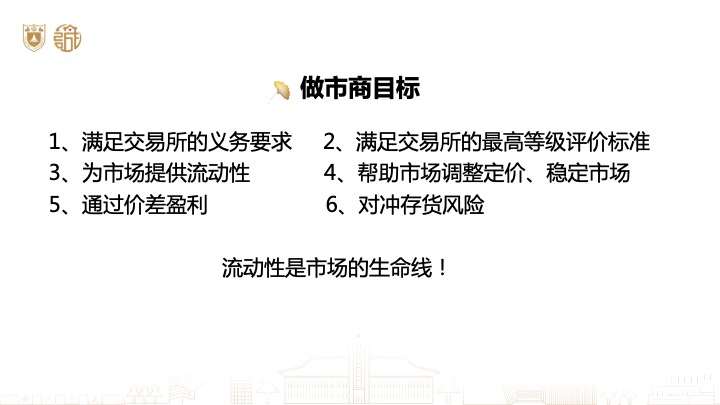 做市商目标
1、满足交易所的义务要求 2、满足交易所的最高等级评价标准
3、为市场提供流动性 4、帮助市场调整定价、稳定市场
5、通过价差盈利 6、对冲存货风险
流动性是市场的生命线！